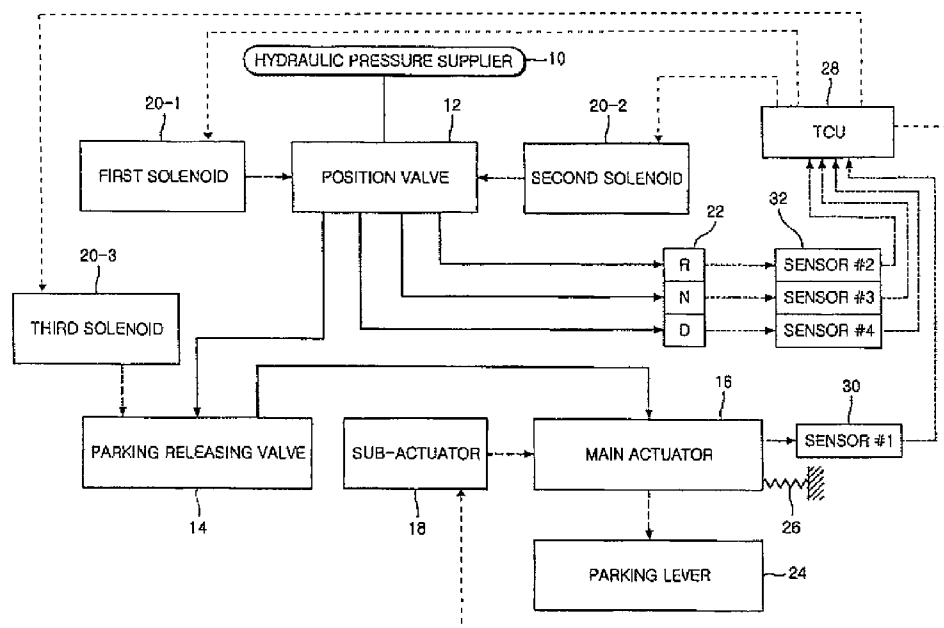 HYDRAULIC PRESSURE SUPPLIER
10
28
20-1
12
20-2
TCU
FIRST SOLENOID
POSITION VALVE
SECOND SOLENOID
22
32
20-3
R
SENSOR #2
N
SENSOR #3
THIRD SOLENOID
D
SENSOR #4
16
30
PARKING RELEASING VALVE
SUB-ACTUATOR
MAIN ACTUATOR
SENSOR #1
14
18
26
PARKING LEVER
24